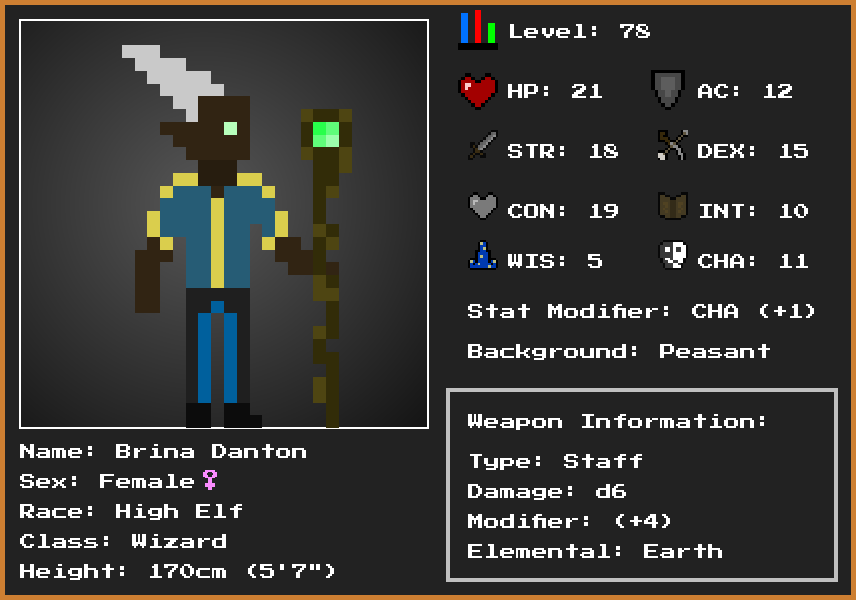 Level: 78
HP: 21
AC: 12
STR: 18
DEX: 15
CON: 19
INT: 10
WIS: 5
CHA: 11
Stat Modifier: CHA (+1)
Background: Peasant
Weapon Information:
Type: Staff
Damage: d6
Modifier: (+4)
Elemental: Earth
Name: Brina Danton
Sex: Female♀
Race: High Elf
Class: Wizard
Height: 170cm (5'7")